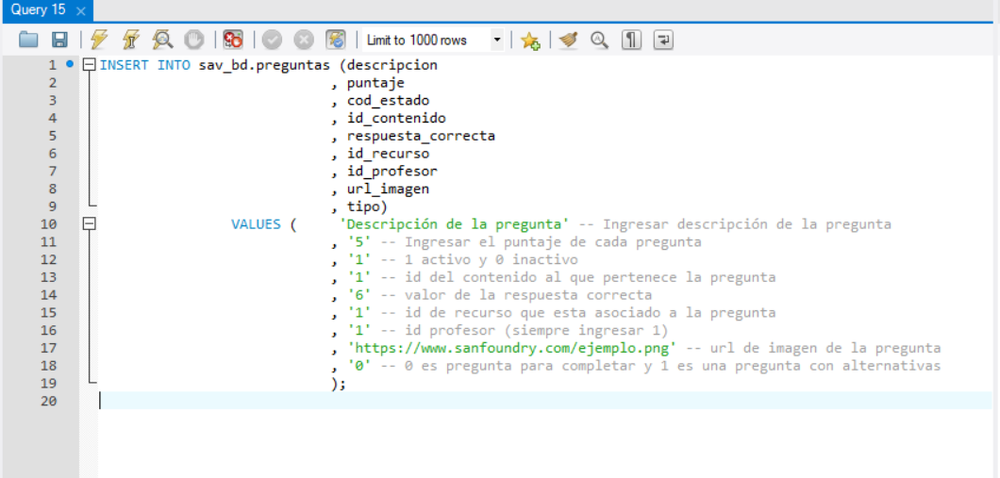 Query 15
Limit to 1000 rows
1 INSERT INTO sav_bd.preguntas (descripcion
2 , puntaje
3 , cod_estado
4 , id_contenido
5 , respuesta_correcta
6 , id_recurso
7 , id_profesor
8 , url_imagen
9 , tipo)
10 VALUES ( 'Descripción de la pregunta' -- Ingresar descripción de la pregunta
11 , '5' -- Ingresar el puntaje de cada pregunta
12 , '1' -- 1 activo y 0 inactivo
13 , '1' -- id del contenido al que pertenece la pregunta
14 , '6' -- valor de la respuesta correcta
15 , '1' -- id de recurso que esta asociado a la pregunta
16 , '1' -- id profesor (siempre ingresar 1)
17 , 'https://www.sanfoundry.com/ejemplo.png' -- url de imagen de la pregunta
18 , '0' -- 0 es pregunta para completar y 1 es una pregunta con alternativas
19 );
20